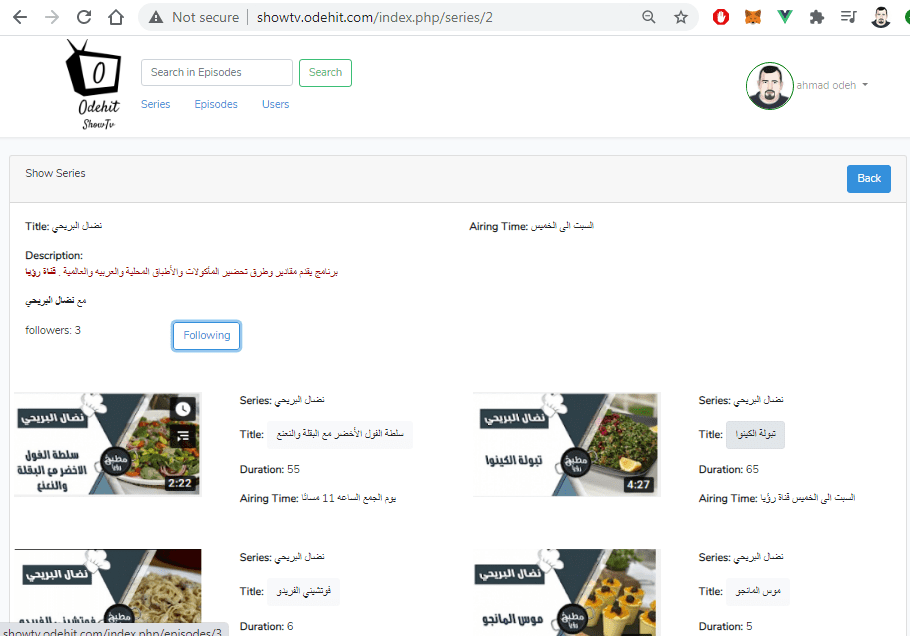 Not secure
showtv.odehit.com/index.php/series/2
Odehit
ShowTv
Search in Episodes
Search
Series
Episodes
Users
ahmad odeh
Show Series
Back
Title: نضال البريحي
Airing Time: السبت الى الخميس
Description:
برنامج يقدم مقادير وطرق تحضير المأكولات والأطباق المحلية والعربيه والعالمية . قناة رؤيا
مع نضال البريحي
followers: 3
Following
نضال البريحي
سلطة الفول
الاخضر مع البقلة
والنعنع
مطبخ
رؤيا
2:22
Series: نضال البريحي
Title: سلطة الفول الأخضر مع البقلة والنعنع
Duration: 55
Airing Time: يوم الجمع الساعه 11 مسائا
نضال البريحي
تبولة الكينوا
مطبخ
رؤيا
4:27
Series: نضال البريحي
Title: تبولة الكينوا
Duration: 65
Airing Time: السبت الى الخميس قناة رؤيا
نضال البريحي
مطبخ
Series: نضال البريحي
Title: فوتشيني الفريدو
Duration: 6
نضال البريحي
موس المانجو
مطبخ
Series: نضال البريحي
Title: موس المانجو
Duration: 5
showtv.odehit.com/index.php/episodes/3